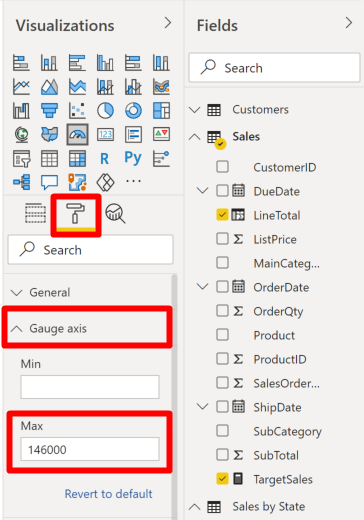 Visualizations
123
R
Py
...
Search
General
Gauge axis
Min
Max
146000
Revert to default
Fields
Search
Customers
Sales
CustomerID
DueDate
LineTotal
Σ ListPrice
MainCateg...
OrderDate
Σ OrderQty
Product
Σ ProductID
Σ SalesOrder...
ShipDate
SubCategory
Σ SubTotal
TargetSales
Sales by State